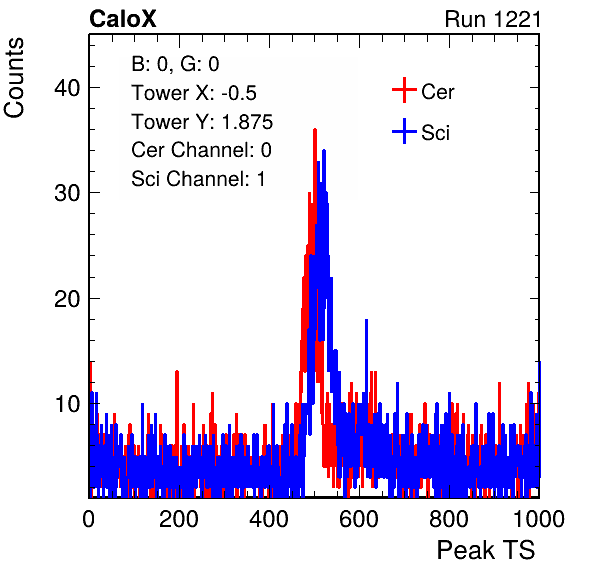 CaloX Run 1221
Counts
B: 0, G: 0
Tower X: -0.5
Tower Y: 1.875
Cer Channel: 0
Sci Channel: 1
Cer
Sci
40
30
20
10
0 200 400 600 800 1000
Peak TS